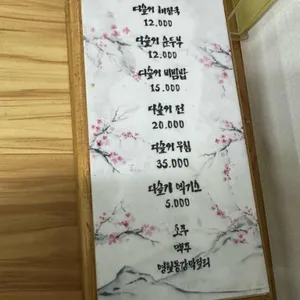 다슬기 해장국
12.000
다슬기 순두부
12.000
다슬기 비빔밥
15.000
다슬기 전
20.000
다슬기 무침
35.000
다슬기 엑기스
5.000
소주
맥주